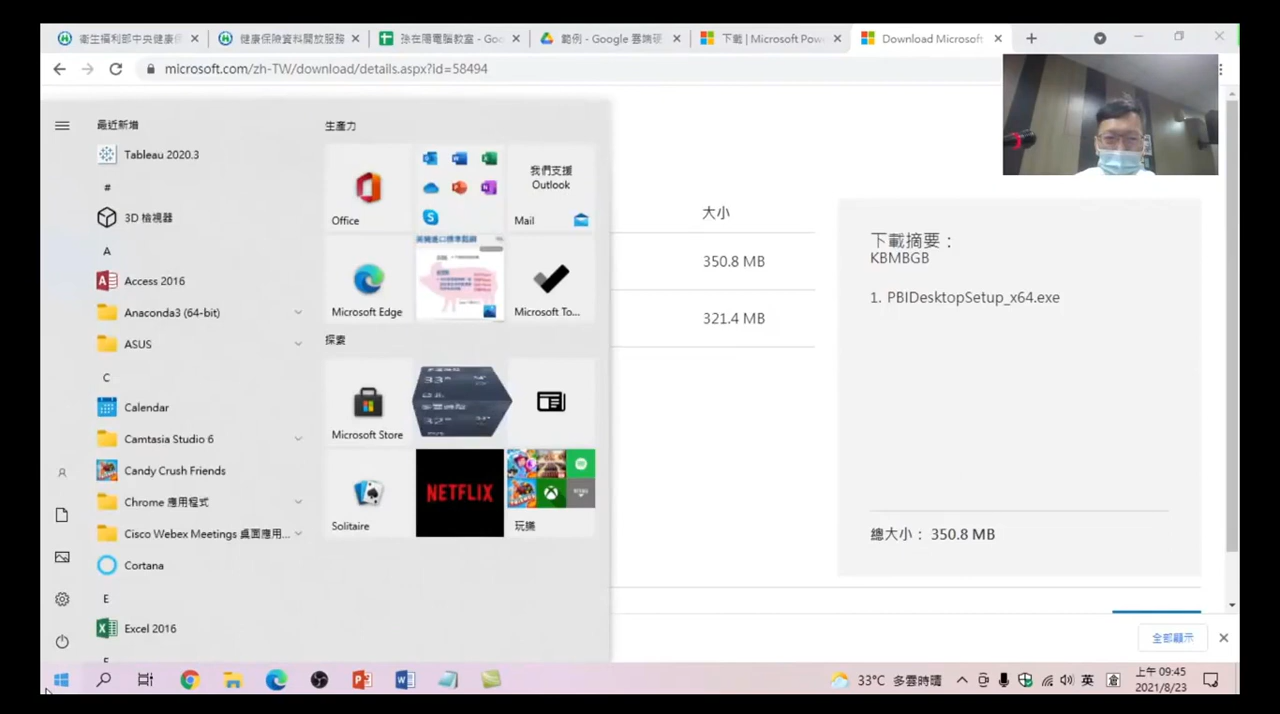 衛生福利部中央健康保
健康保險資料開放服務
孫在陽電腦教室 - Goo
範例 - Google 雲端硬
下載 | Microsoft Powe
Download Microsoft
microsoft.com/zh-TW/download/details.aspx?id=58494
最近新增
Tableau 2020.3
#
3D 檢視器
A
Access 2016
Anaconda3 (64-bit)
ASUS
C
Calendar
Camtasia Studio 6
Candy Crush Friends
Chrome 應用程式
Cisco Webex Meetings 桌面應用...
Cortana
E
Excel 2016
生產力
Office
我們支援
Outlook
Mail
Microsoft Edge
Microsoft To...
探索
Microsoft Store
Solitaire
NETFLIX
玩樂
大小
350.8 MB
321.4 MB
下載摘要：
KBMBGB
1. PBIDesktopSetup_x64.exe
總大小： 350.8 MB
全部顯示
33°C 多雲時晴
英
倉
上午 09:45
2021/8/23